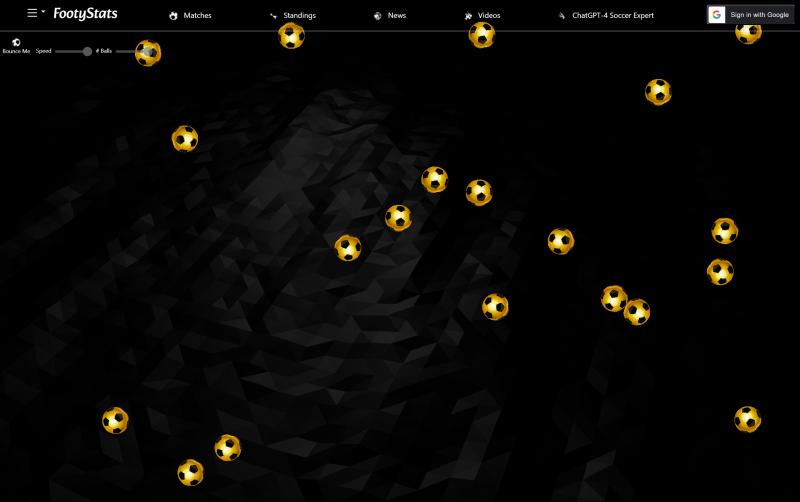 FootyStats
Matches
Standings
News
Videos
ChatGPT-4 Soccer Expert
Sign in with Google
Bounce Me
Speed
# Balls